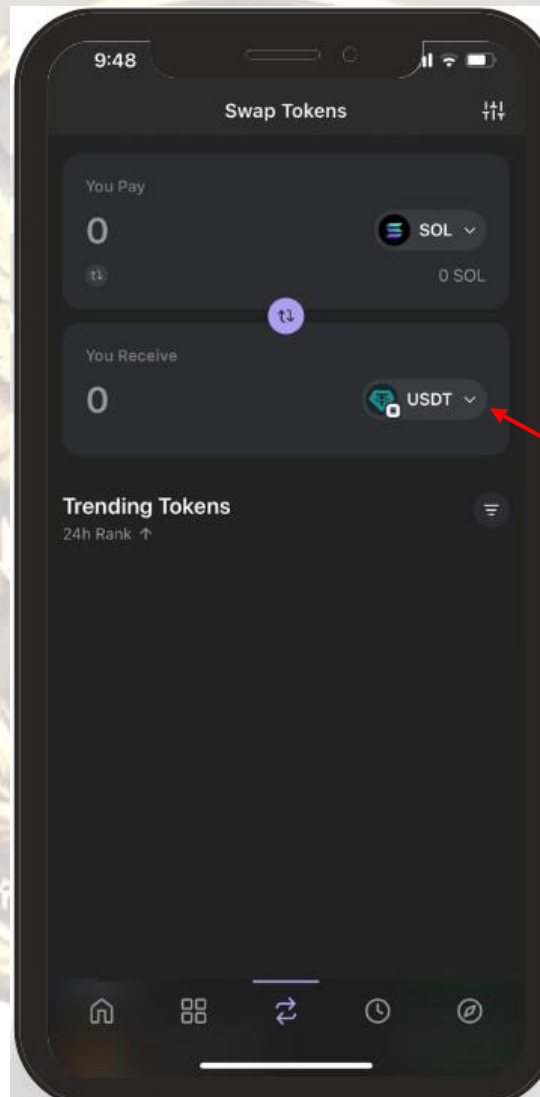 9:48
Swap Tokens
You Pay
0
SOL
0 SOL
You Receive
0
USDT
Trending Tokens
24h Rank ↑